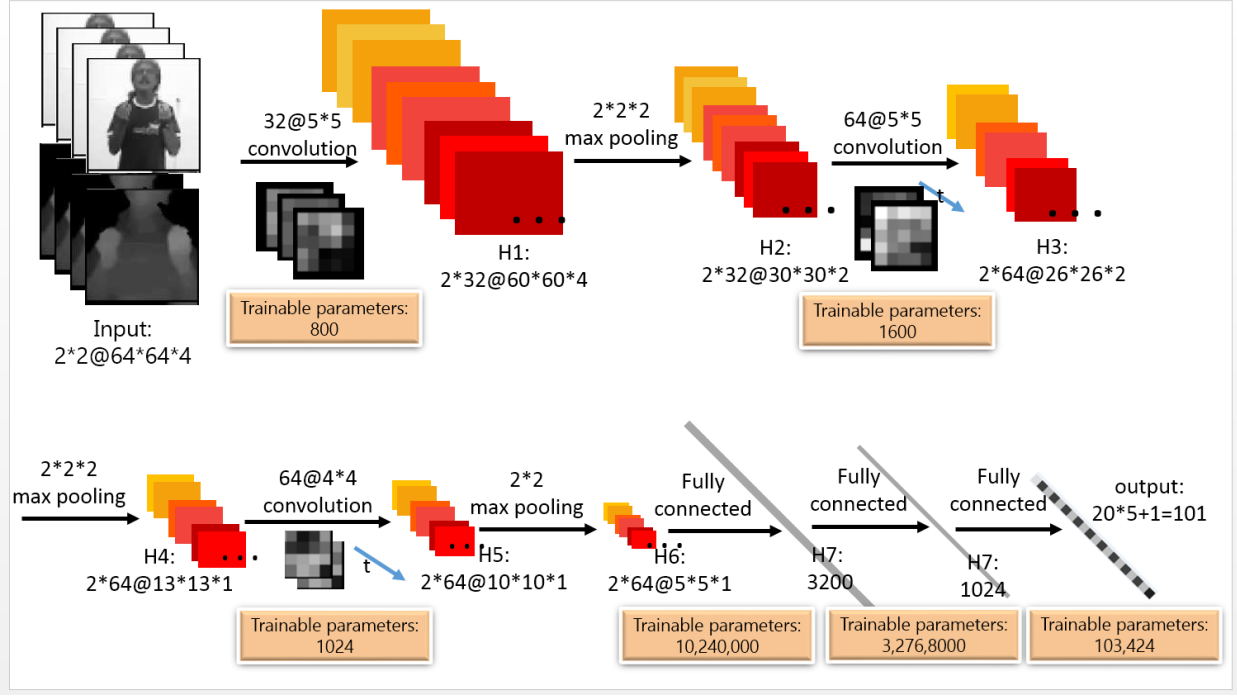 32@5*5
convolution
2*2*2
max pooling
64@5*5
convolution
t
H1:
2*32@60*60*4
H2:
2*32@30*30*2
H3:
2*64@26*26*2
Input:
2*2@64*64*4
Trainable parameters:
800
Trainable parameters:
1600
2*2*2
max pooling
64@4*4
convolution
2*2
max pooling
Fully
connected
Fully
connected
Fully
connected
output:
20*5+1=101
H4:
2*64@13*13*1
t
H5:
2*64@10*10*1
H6:
2*64@5*5*1
H7:
3200
H7:
1024
Trainable parameters:
1024
Trainable parameters:
10,240,000
Trainable parameters:
3,276,8000
Trainable parameters:
103,424